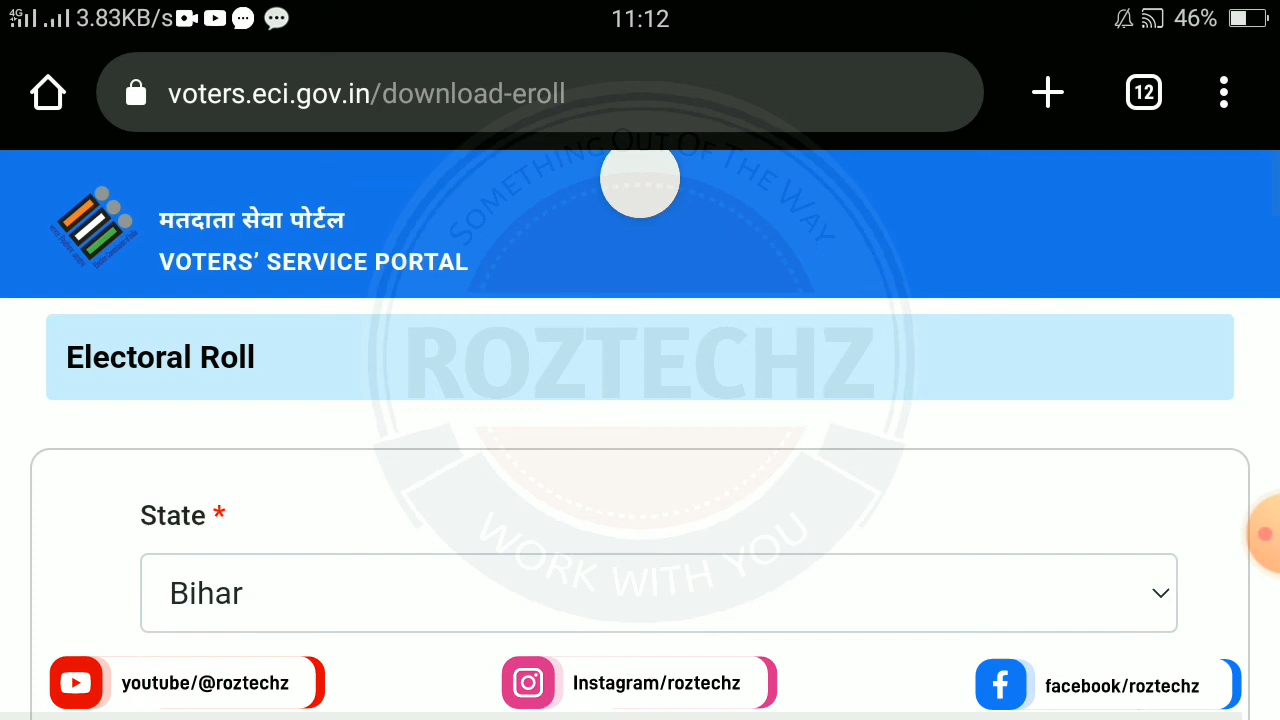 4G 3.83KB/s 11:12 46%
voters.eci.gov.in/download-eroll 12
SOMETHING OUT OF THE WAY
मतदाता सेवा पोर्टल
VOTERS’ SERVICE PORTAL
Electoral Roll
ROZTECHZ
State *
WORK WITH YOU
Bihar
youtube/@roztechz Instagram/roztechz facebook/roztechz